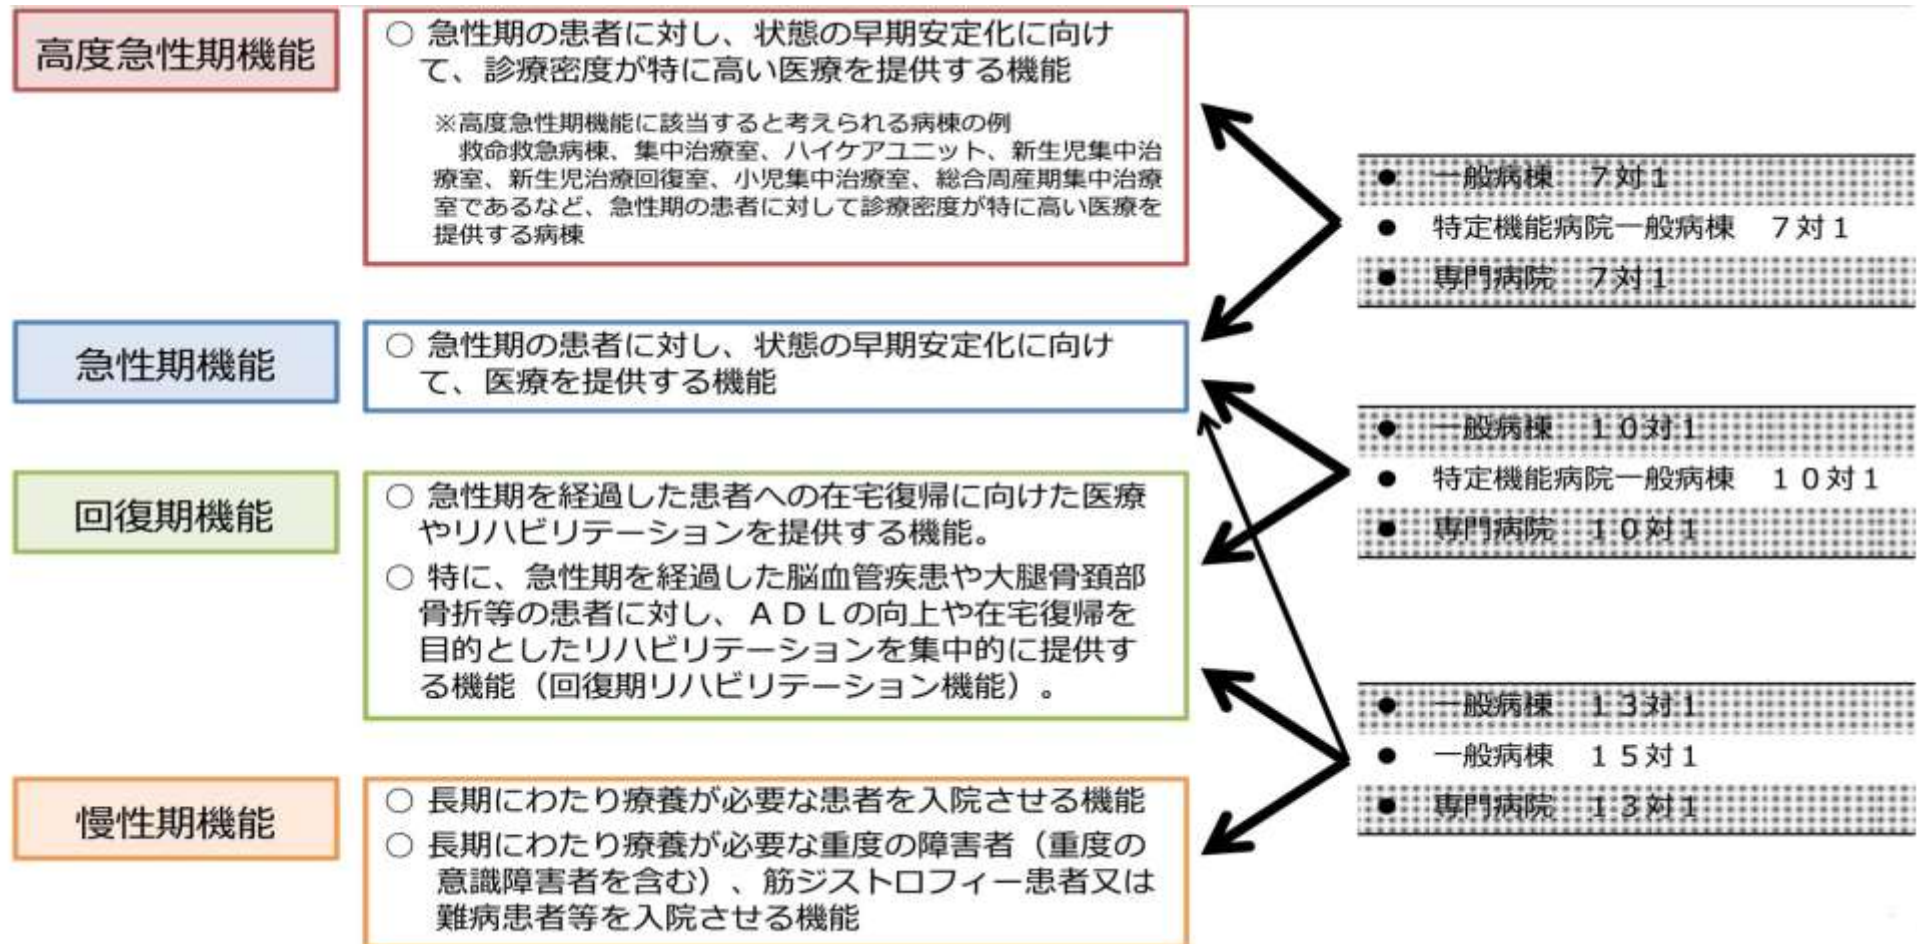 高度急性期機能
○ 急性期の患者に対し、状態の早期安定化に向け
て、診療密度が特に高い医療を提供する機能
※高度急性期機能に該当すると考えられる病棟の例
救命救急病棟、集中治療室、ハイケアユニット、新生児集中治
療室、新生児治療回復室、小児集中治療室、総合周産期集中治療
室であるなど、急性期の患者に対して診療密度が特に高い医療を
提供する病棟
急性期機能
○ 急性期の患者に対し、状態の早期安定化に向け
て、医療を提供する機能
回復期機能
○ 急性期を経過した患者への在宅復帰に向けた医療
やリハビリテーションを提供する機能。
○ 特に、急性期を経過した脳血管疾患や大腿骨頚部
骨折等の患者に対し、ＡＤＬの向上や在宅復帰を
目的としたリハビリテーションを集中的に提供す
る機能（回復期リハビリテーション機能）。
慢性期機能
○ 長期にわたり療養が必要な患者を入院させる機能
○ 長期にわたり療養が必要な重度の障害者（重度の
意識障害者を含む）、筋ジストロフィー患者又は
難病患者等を入院させる機能
● 一般病棟　７対１
● 特定機能病院一般病棟　７対１
● 専門病院　７対１
● 一般病棟　１０対１
● 特定機能病院一般病棟　１０対１
● 専門病院　１０対１
● 一般病棟　１３対１
● 一般病棟　１５対１
● 専門病院　１３対１